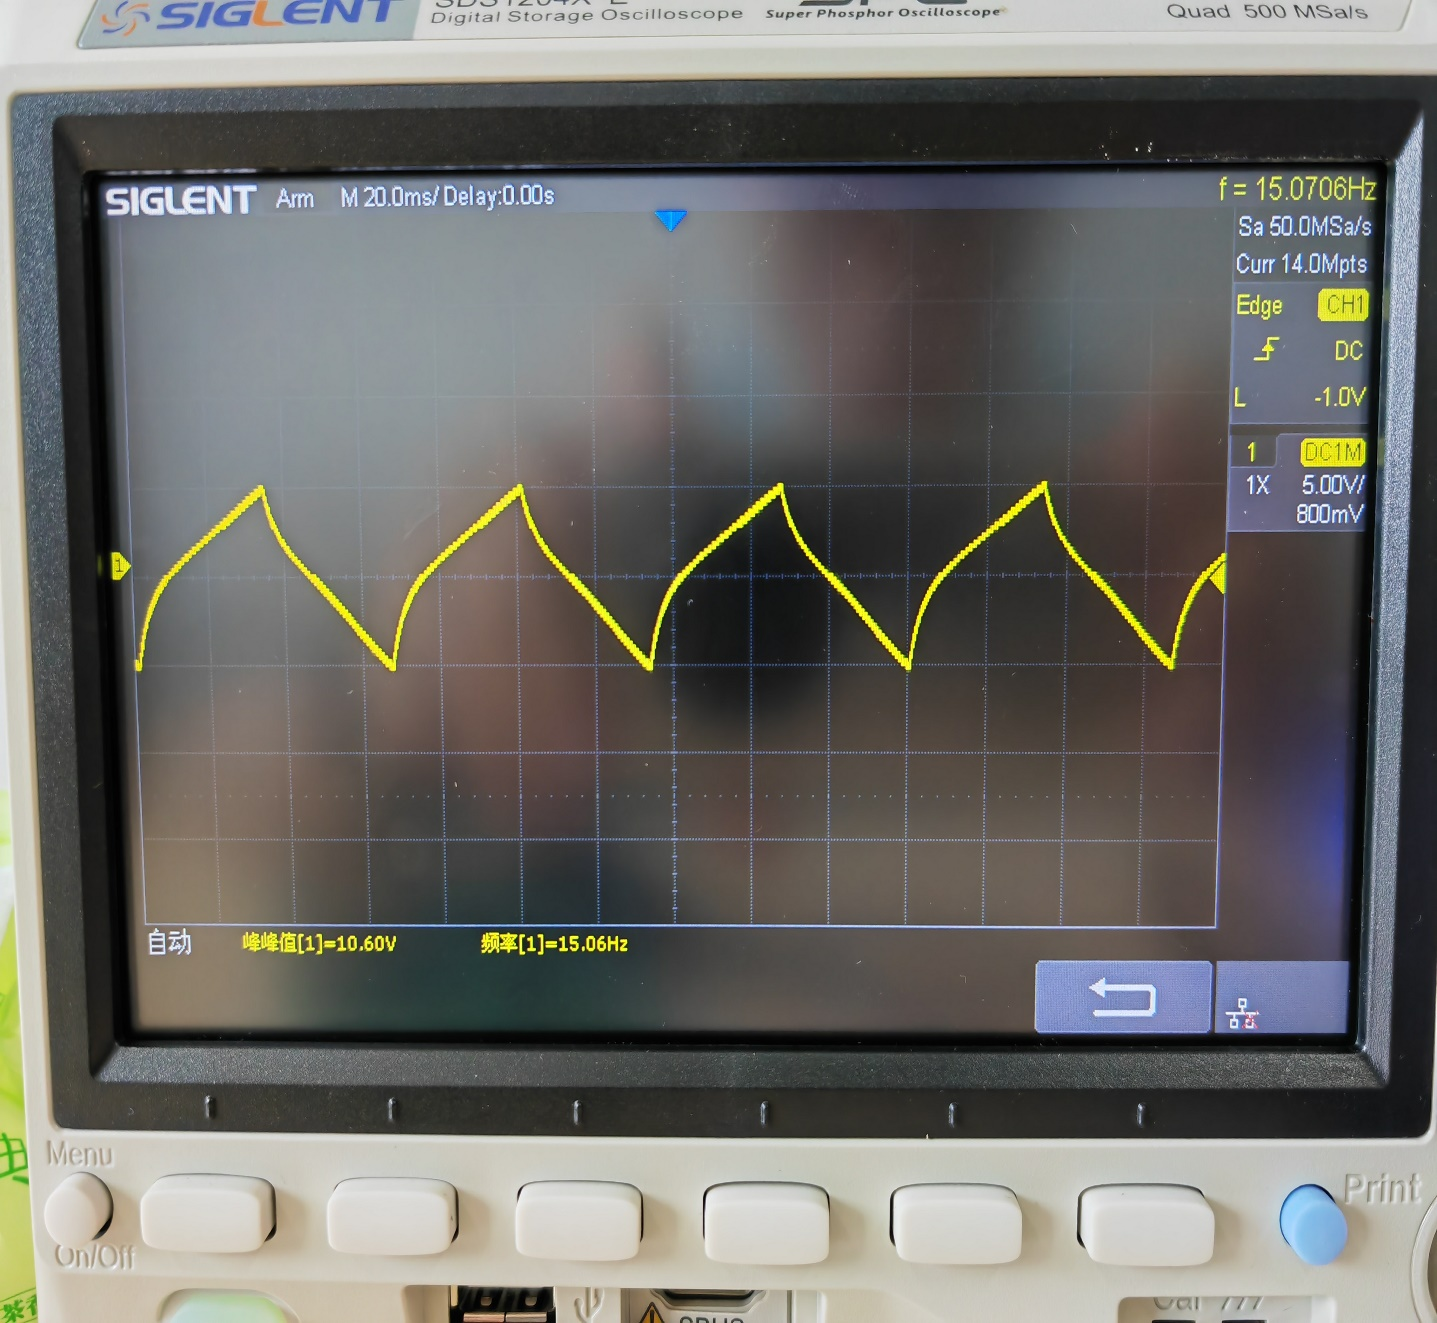 SIGLENT
Digital Storage Oscilloscope
Super Phosphor Oscilloscope
Quad 500 MSa/s
SIGLENT Arm M 20.0ms/ Delay:0.00s
f = 15.0706Hz
Sa 50.0MSa/s
Curr 14.0Mpts
Edge CH1
DC
L -1.0V
1 DC1M
1X 5.00V/
800mV
1
自动 峰峰值[1]=10.60V 频率[1]=15.06Hz
Menu
On/Off
Print